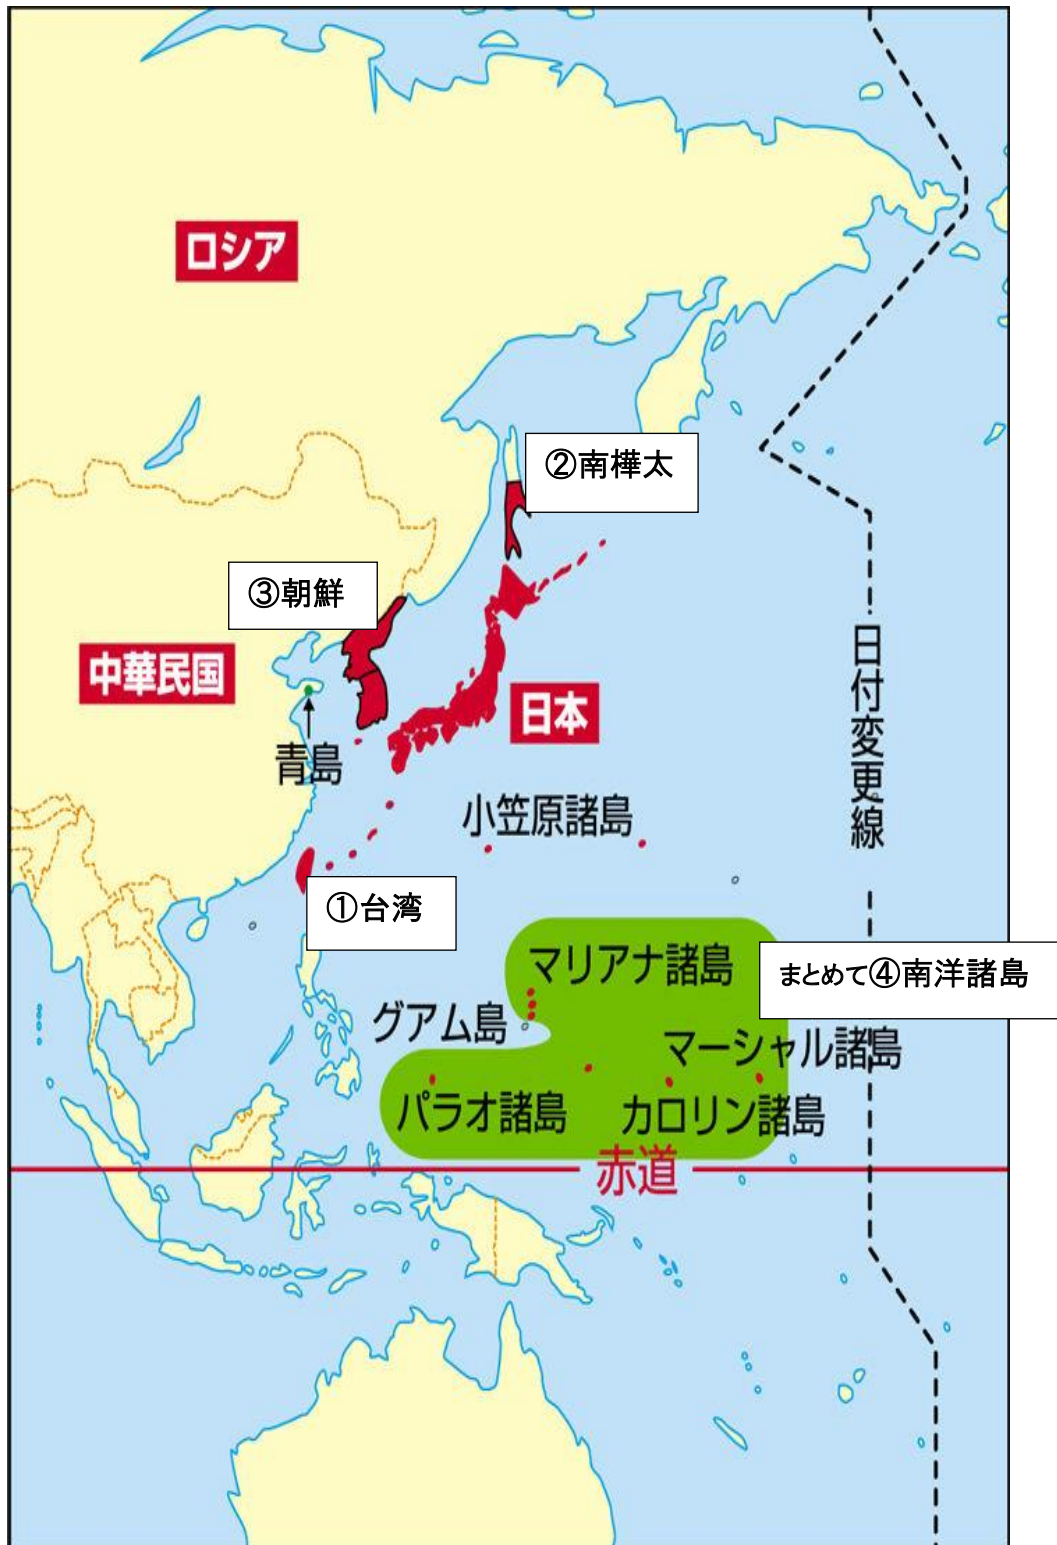 ロシア
②南樺太
③朝鮮
中華民国
日本
青島
日付変更線
小笠原諸島
①台湾
マリアナ諸島
まとめて④南洋諸島
グアム島
マーシャル諸島
パラオ諸島
カロリン諸島
赤道